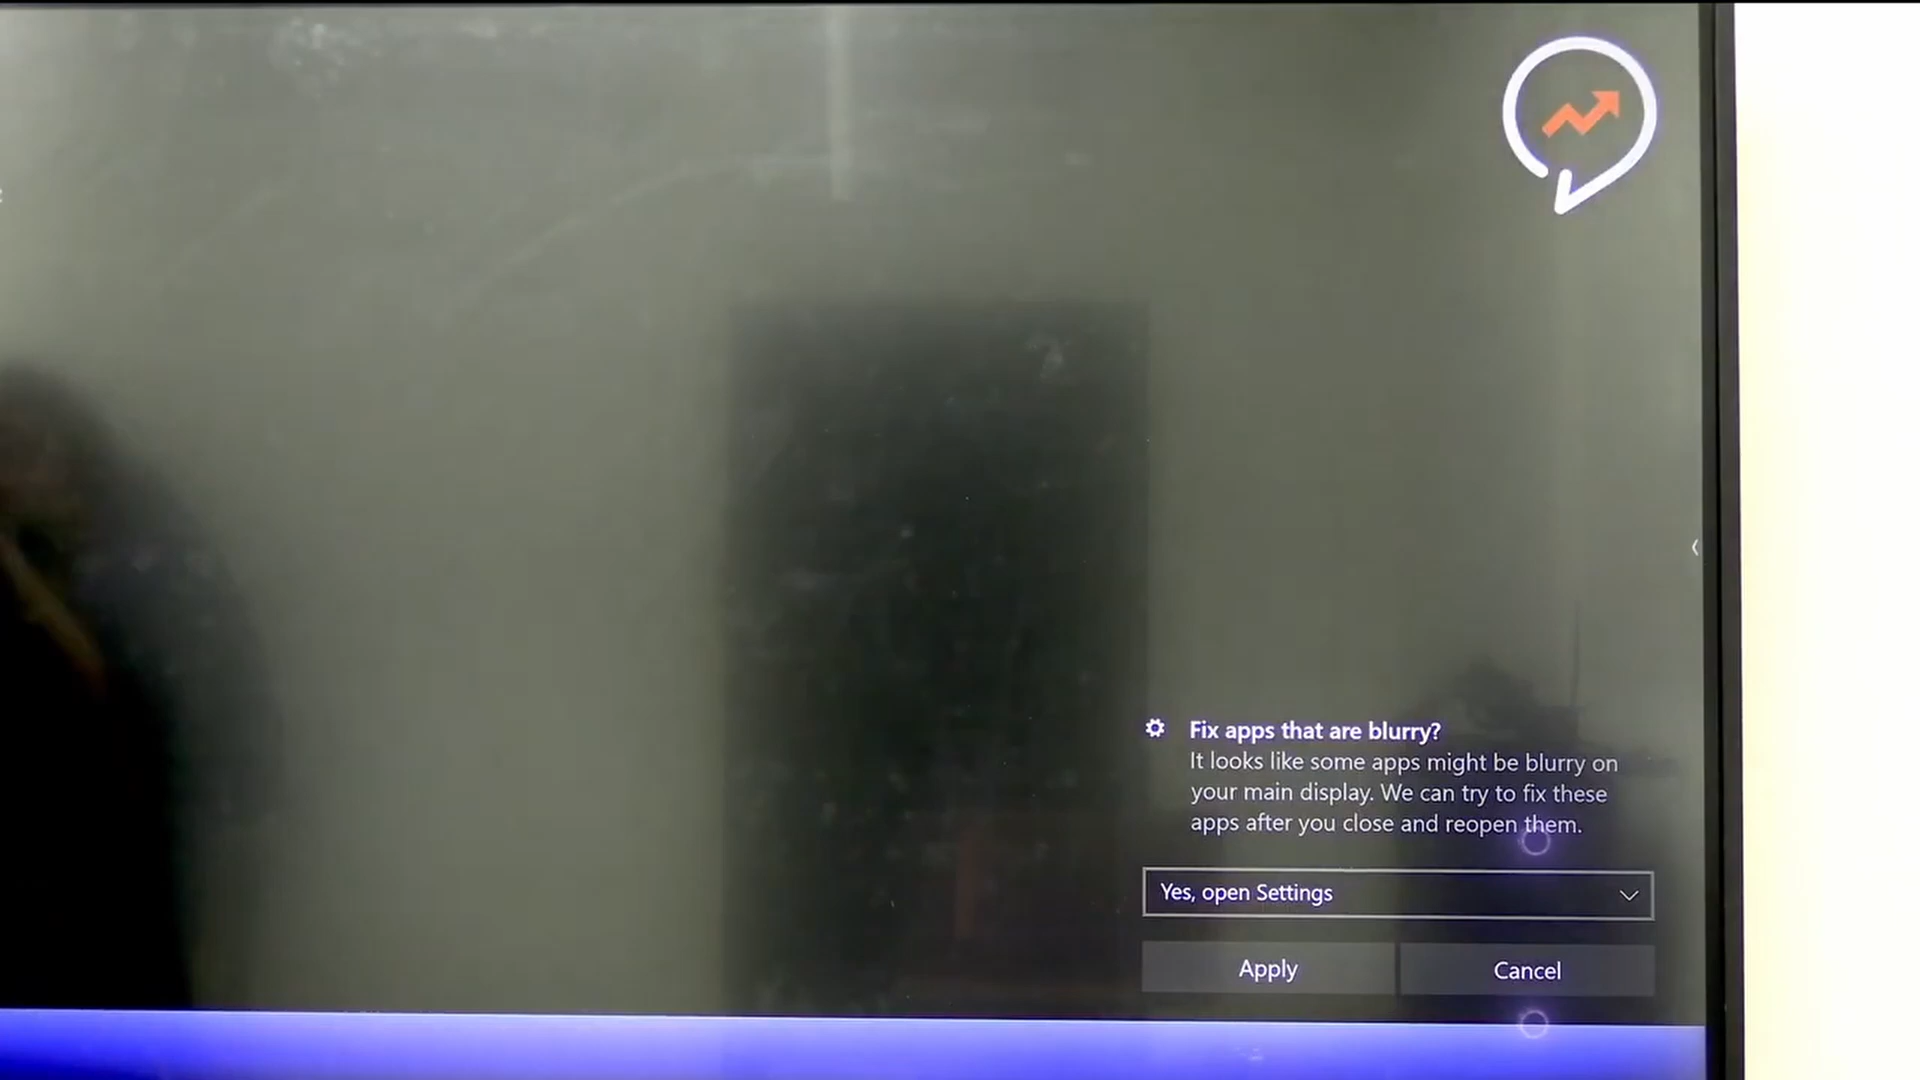 Fix apps that are blurry?
It looks like some apps might be blurry on
your main display. We can try to fix these
apps after you close and reopen them.
Yes, open Settings
Apply
Cancel